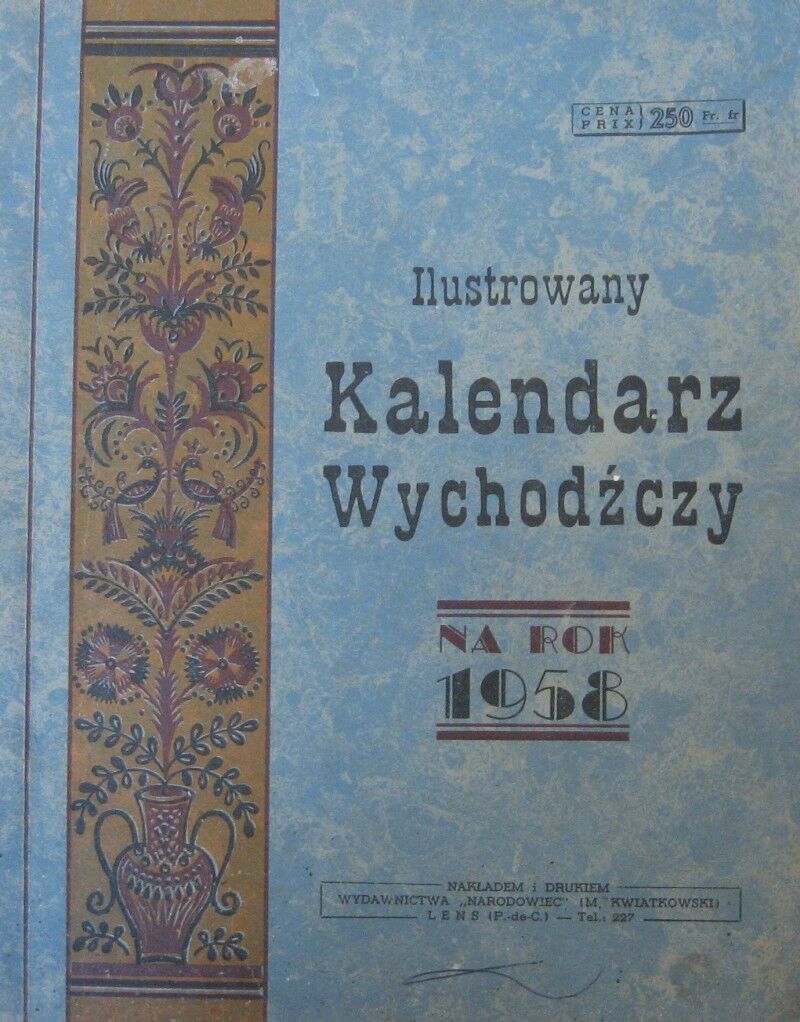 CENA
PRIX) 250 Fr. fr
Ilustrowany
Kalendarz
Wychodźczy
NA ROK
1958
NAKŁADEM i DRUKIEM
WYDAWNICTWA „NARODOWIEC" (M. KWIATKOWSKI)
LENS (P.-de-C.) — Tel.: 227